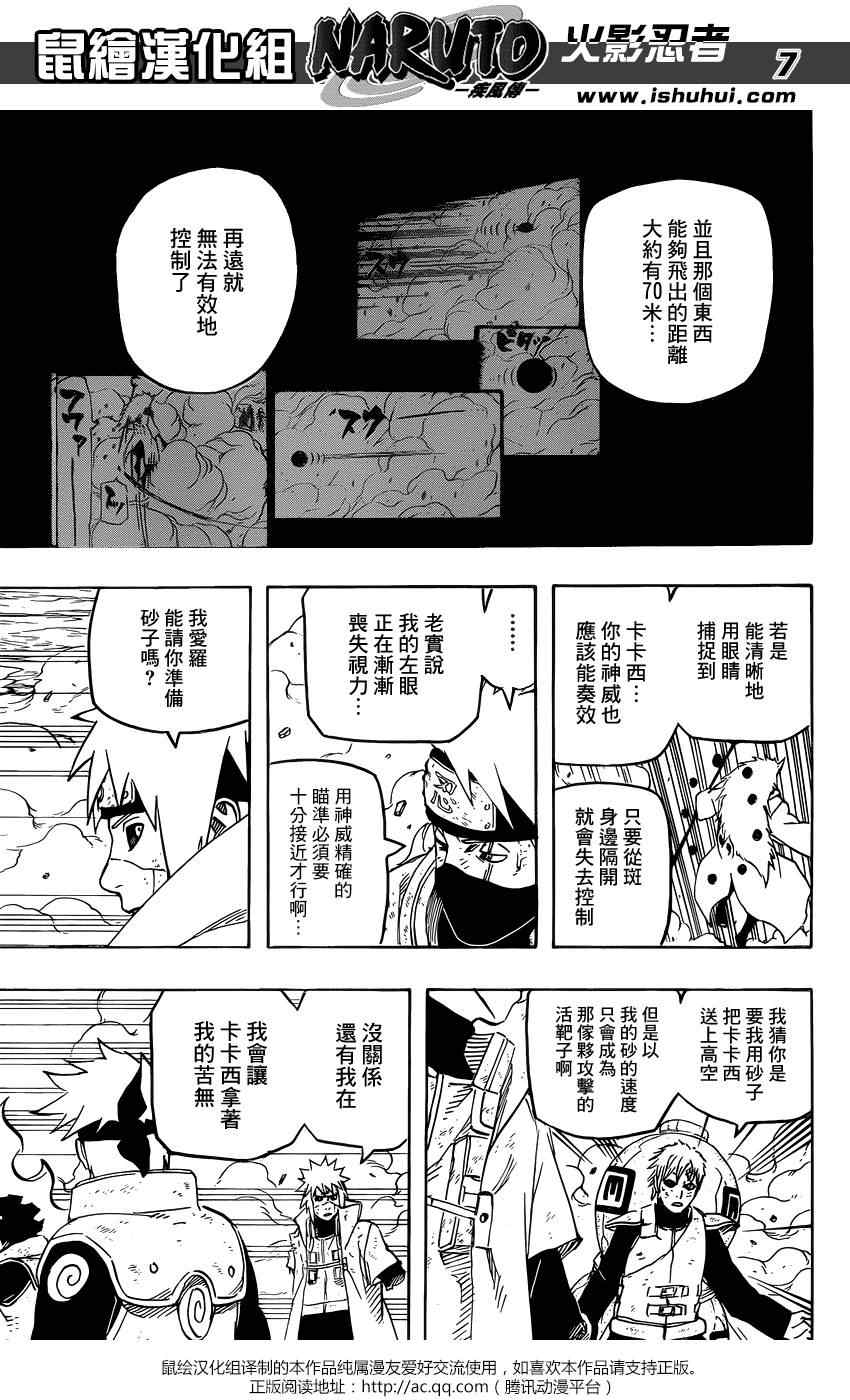 鼠繪漢化組
NARUTO
—疾風傳—
火影忍者
7
www.ishuhui.com
並且那個東西
能夠飛出的距離
大約有70米…
再遠就
無法有效地
控制了
スウ
ピタッ
スウ
フワァ
スッ
若是
能清晰地
用眼睛
捕捉到
卡卡西…
你的神威也
應該能奏效
只要從斑
身邊隔開
就會失去控制
……
老實說
我的左眼
正在漸漸
喪失視力…
用神威精確的
瞄準必須要
十分接近才行啊…
我愛羅
能請你準備
砂子嗎?
我猜你是
要我用砂子
把卡卡西
送上高空
但是以
我的砂的速度
只會成為
那傢夥攻擊的
活靶子啊
沒關係
還有我在
我會讓
卡卡西拿著
我的苦無
鼠绘汉化组译制的本作品纯属漫友爱好交流使用，如喜欢本作品请支持正版。
正版阅读地址：http://ac.qq.com（腾讯动漫平台）